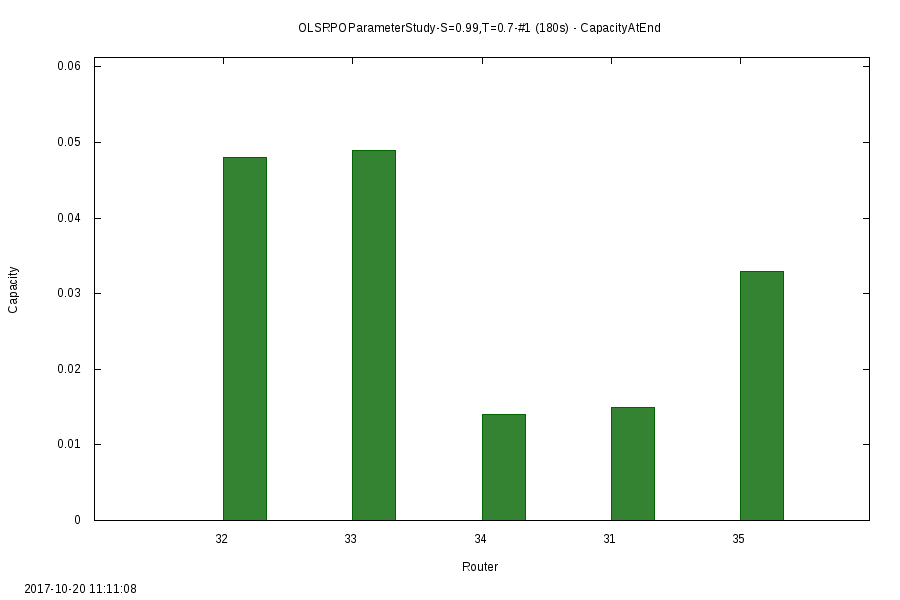 OLSRPOParameterStudy-S=0.99,T=0.7-#1 (180s) - CapacityAtEnd
0.06
0.05
0.04
0.03
0.02
0.01
0
Capacity
32 33 34 31 35
Router
2017-10-20 11:11:08